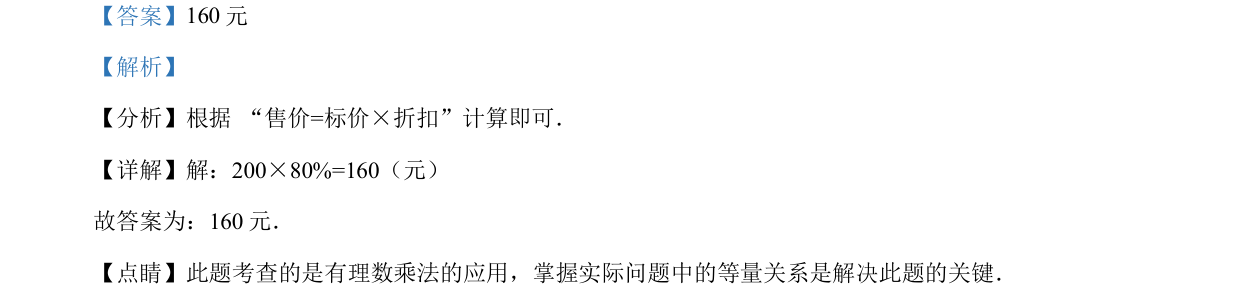 【答案】160 元
【解析】
【分析】根据 “售价=标价×折扣”计算即可．
【详解】解：200×80%=160（元）
故答案为：160 元．
【点睛】此题考查的是有理数乘法的应用，掌握实际问题中的等量关系是解决此题的关键．